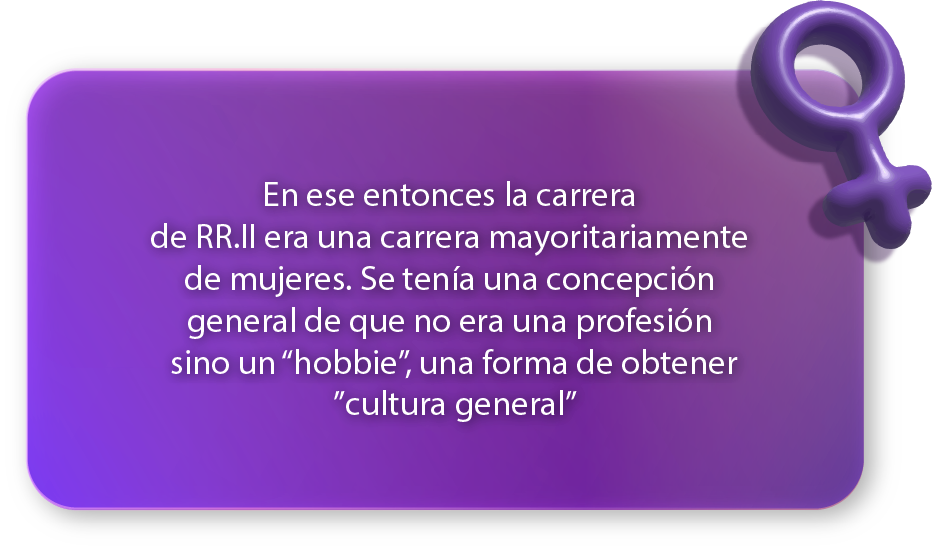 En ese entonces la carrera
de RR.II era una carrera mayoritariamente
de mujeres. Se tenía una concepción
general de que no era una profesión
sino un “hobbie”, una forma de obtener
”cultura general”